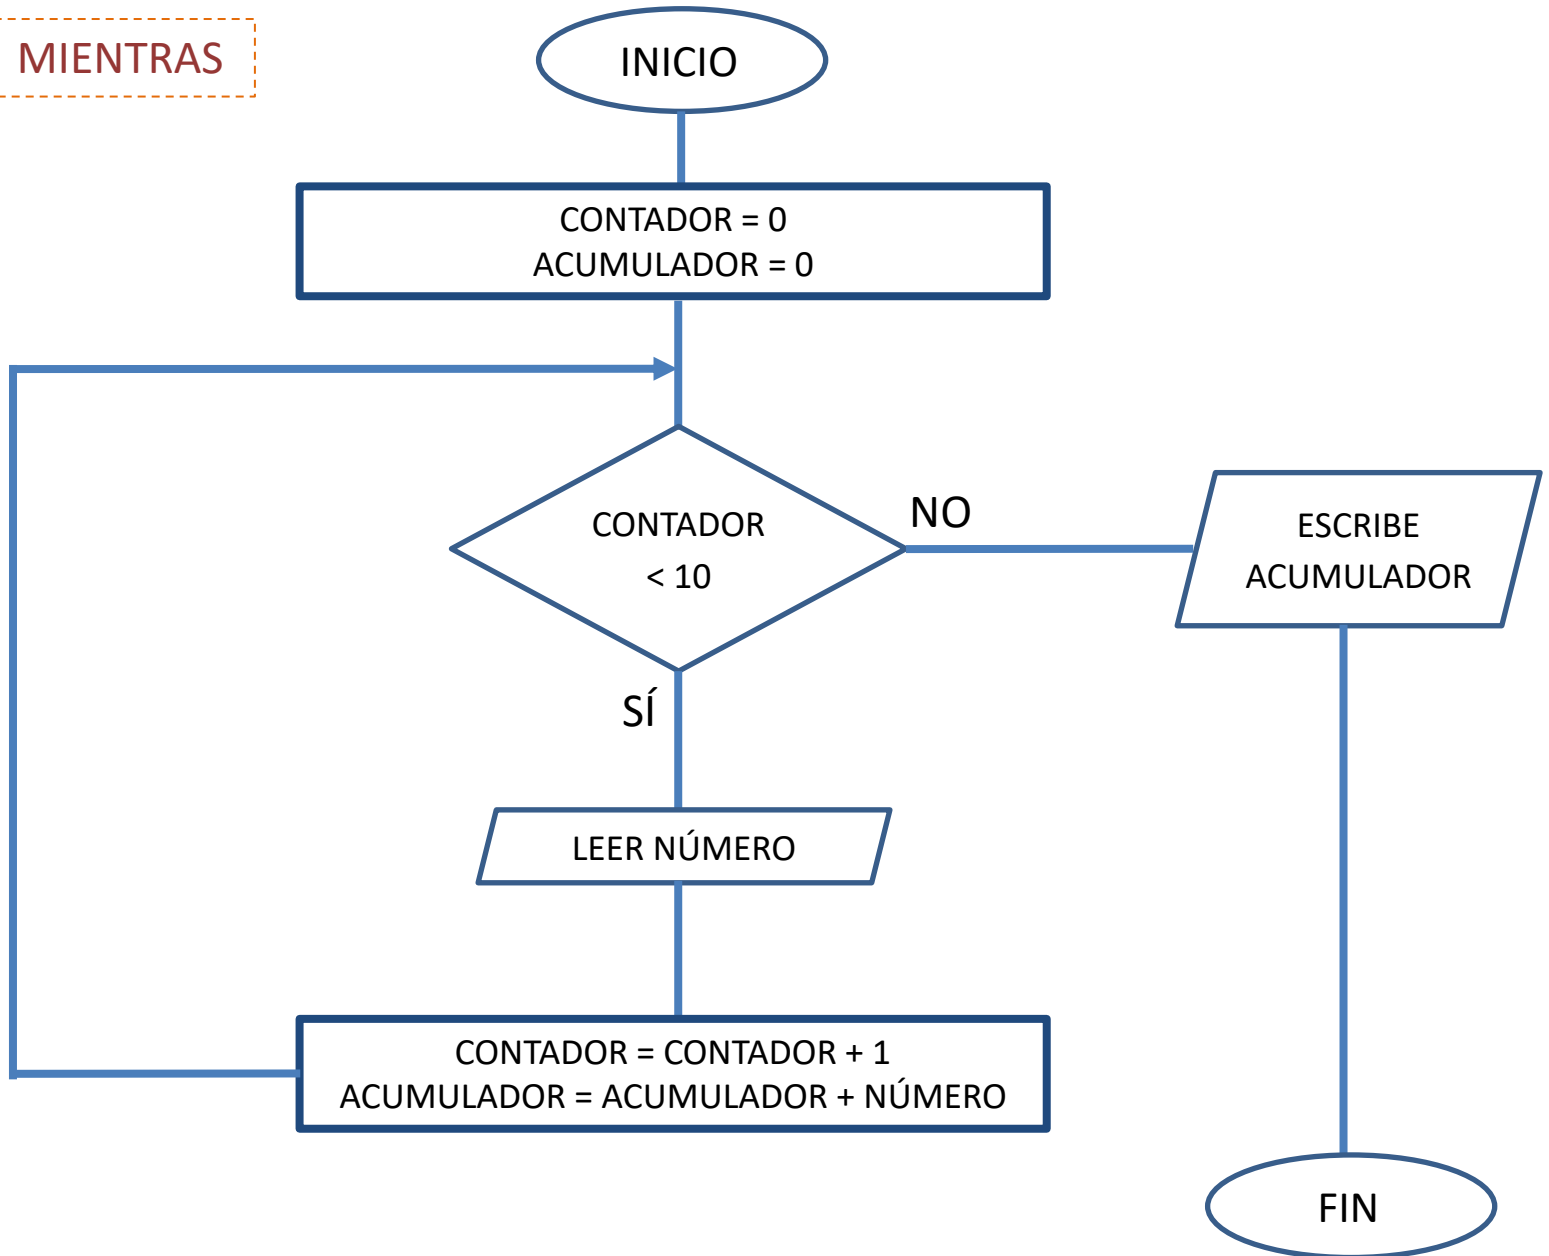 MIENTRAS
INICIO
CONTADOR = 0
ACUMULADOR = 0
CONTADOR
< 10
NO
ESCRIBE
ACUMULADOR
SÍ
LEER NÚMERO
CONTADOR = CONTADOR + 1
ACUMULADOR = ACUMULADOR + NÚMERO
FIN